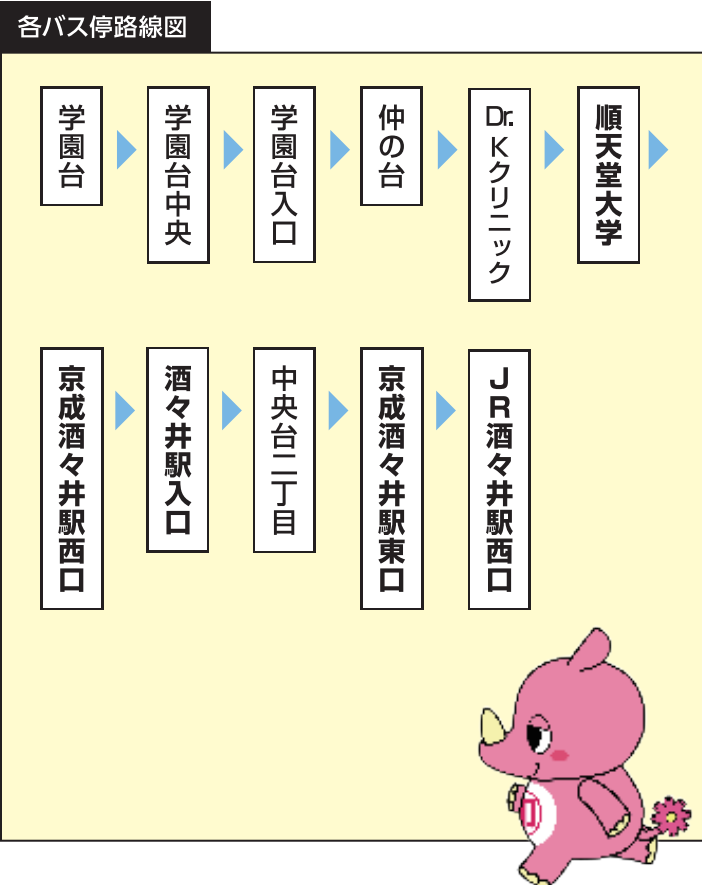 各バス停路線図
学園台
学園台中央
学園台入口
仲の台
Dr.Kクリニック
順天堂大学
京成酒々井駅西口
酒々井駅入口
中央台二丁目
京成酒々井駅東口
JR酒々井駅西口